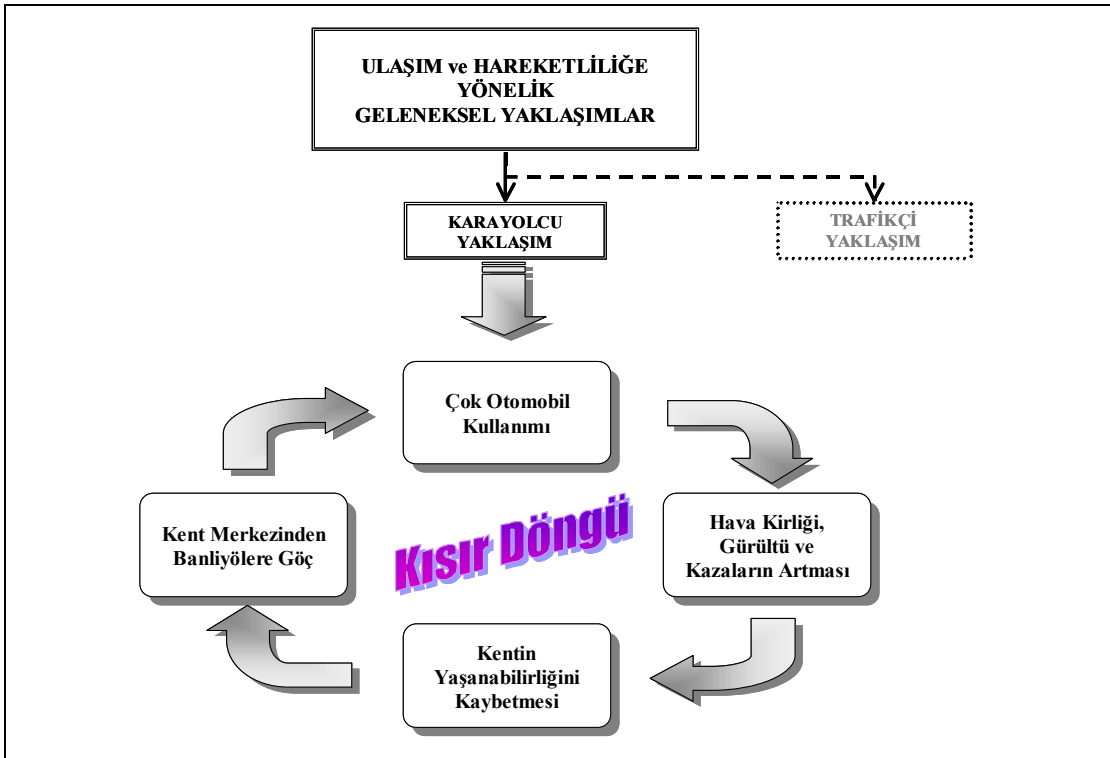 ULAŞIM ve HAREKETLİLİĞE
YÖNELİK
GELENEKSEL YAKLAŞIMLAR
KARAYOLCU
YAKLAŞIM
TRAFİKÇİ
YAKLAŞIM
Çok Otomobil
Kullanımı
Kent Merkezinden
Banliyölere Göç
Kısır Döngü
Hava Kirliği,
Gürültü ve
Kazaların Artması
Kentin
Yaşanabilirliğini
Kaybetmesi